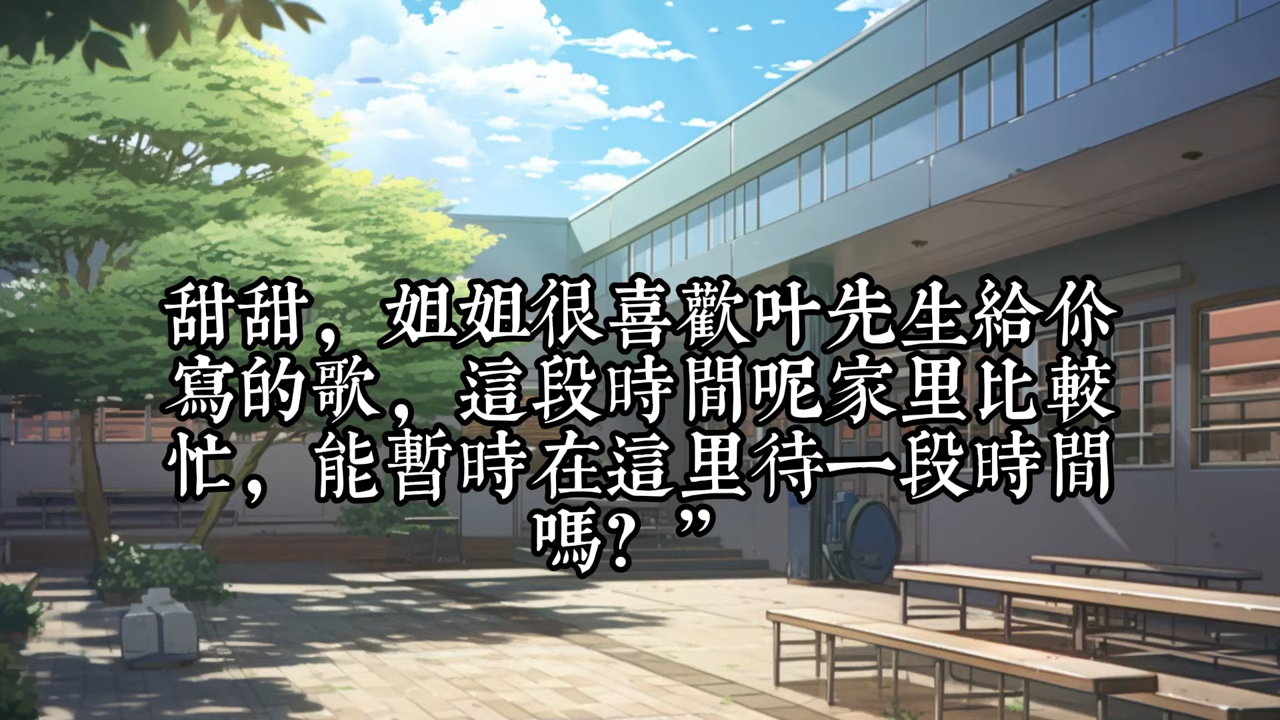 甜甜，姐姐很喜歡叶先生給你
寫的歌，這段時間呢家里比較
忙，能暫時在這里待一段時間
嗎？”